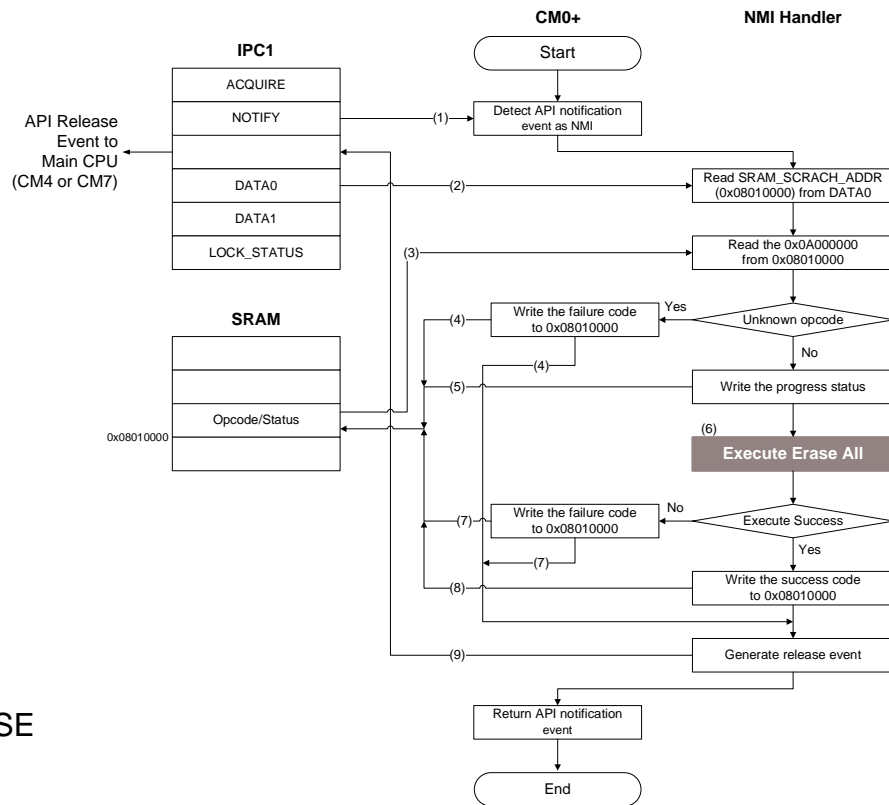 CM0+
NMI Handler
IPC1
Start
ACQUIRE
NOTIFY
(1)
Detect API notification
event as NMI
API Release
Event to
Main CPU
(CM4 or CM7)
DATA0
(2)
Read SRAM_SCRACH_ADDR
(0x08010000) from DATA0
DATA1
LOCK_STATUS
(3)
Read the 0x0A000000
from 0x08010000
SRAM
(4)
Write the failure code
to 0x08010000
Yes
Unknown opcode
(4)
No
(5)
Write the progress status
Opcode/Status
0x08010000
(6)
Execute Erase All
(7)
Write the failure code
to 0x08010000
No
Execute Success
(7)
Yes
(8)
Write the success code
to 0x08010000
(9)
Generate release event
Return API notification
event
SE
End